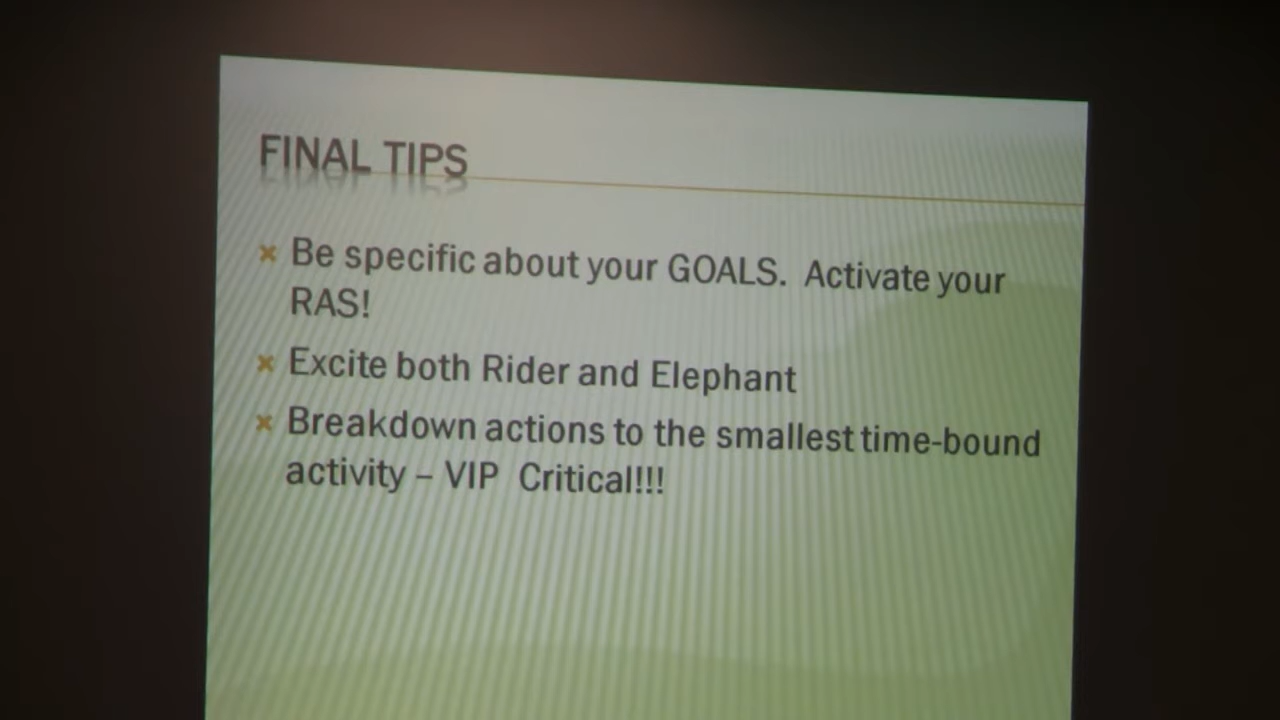 FINAL TIPS
Be specific about your GOALS. Activate your
RAS!
Excite both Rider and Elephant
Breakdown actions to the smallest time-bound
activity – VIP Critical!!!